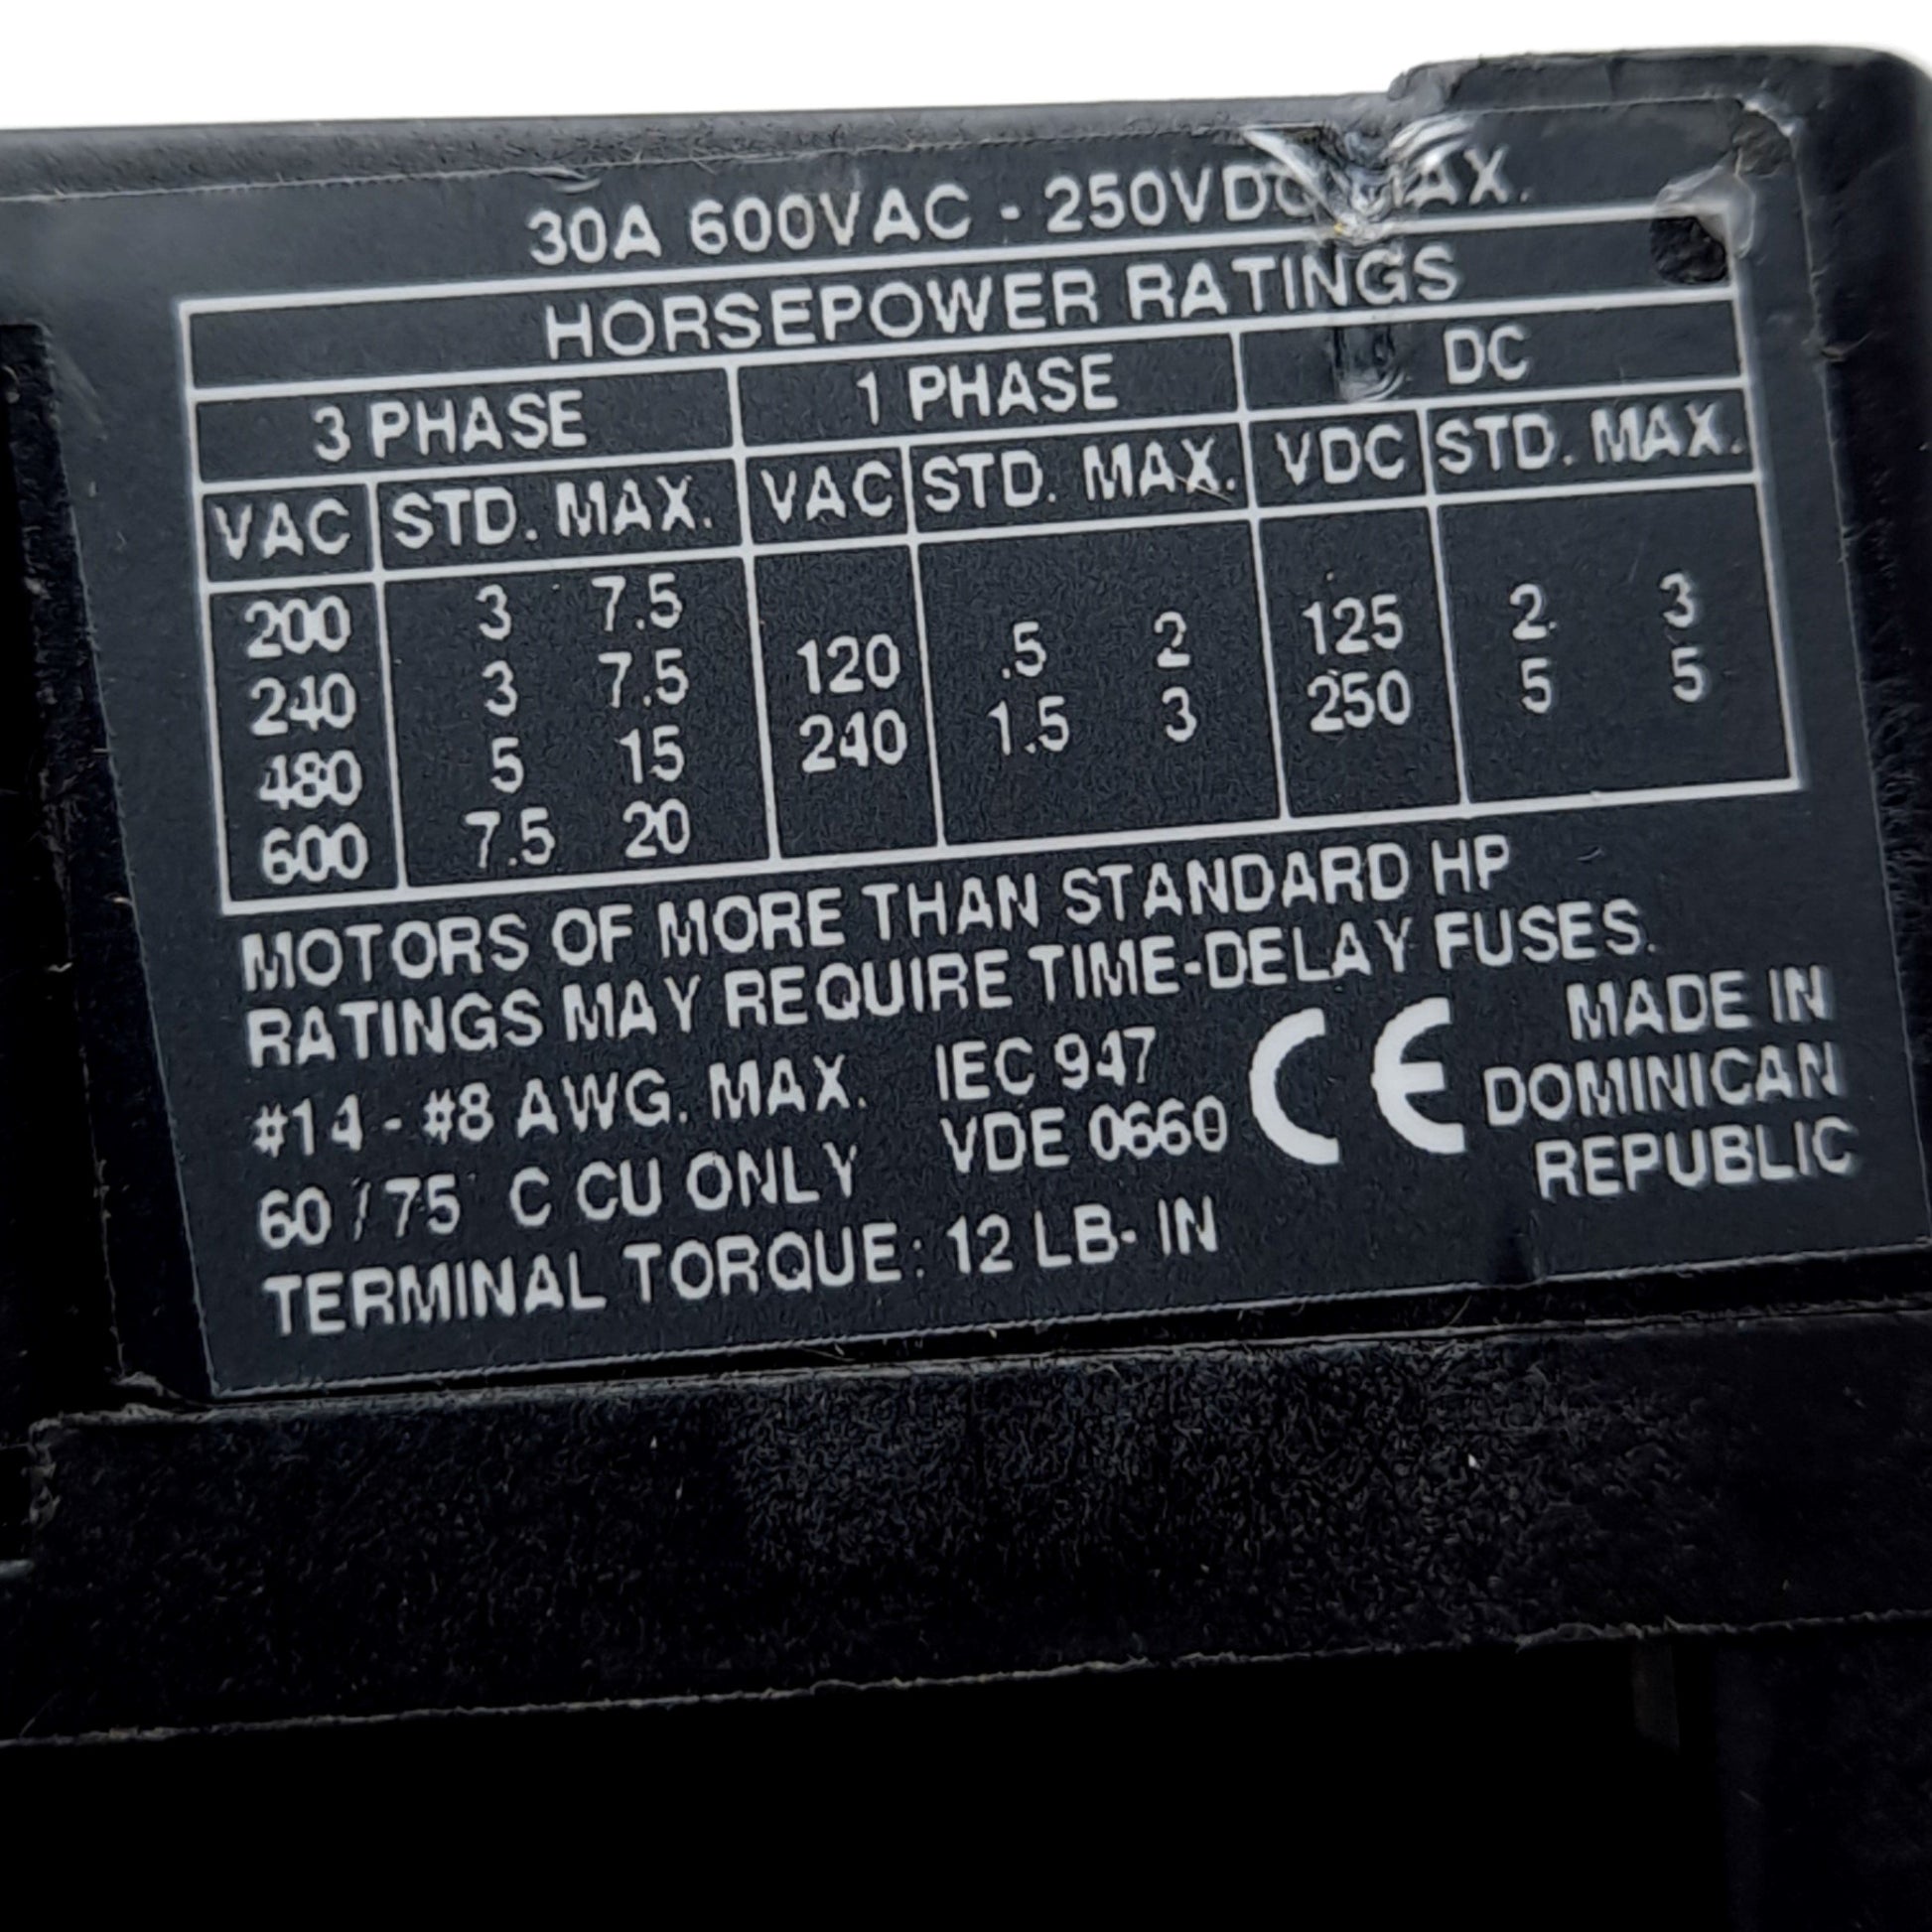 30A 600VAC - 250VDC MAX.
HORSEPOWER RATINGS
3 PHASE 1 PHASE DC
VAC STD. MAX. VAC STD. MAX. VDC STD. MAX.
200 3 7.5 120 .5 2 125 2 3
240 3 7.5 240 1.5 3 250 5 5
480 5 15
600 7.5 20
MOTORS OF MORE THAN STANDARD HP
RATINGS MAY REQUIRE TIME-DELAY FUSES.
#14 - #8 AWG. MAX. IEC 947 CE MADE IN
60 / 75 C CU ONLY VDE 0660 DOMINICAN
TERMINAL TORQUE: 12 LB- IN REPUBLIC